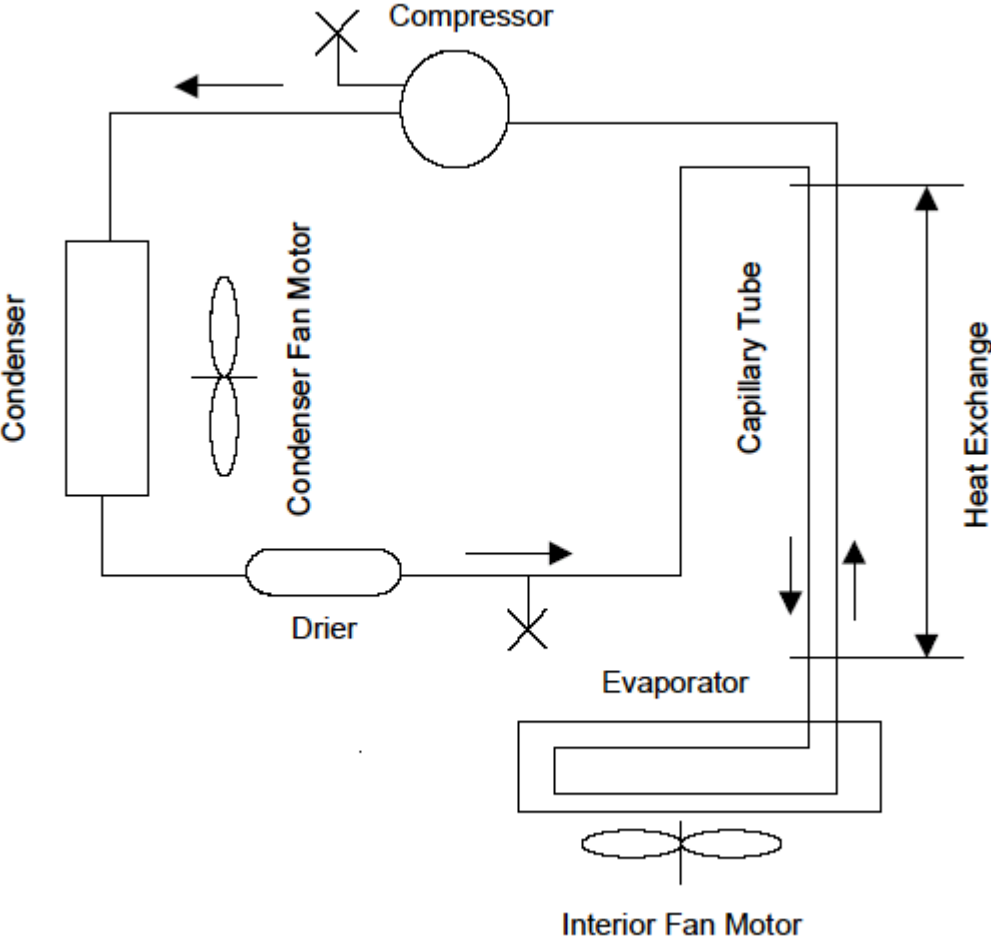 Compressor
Condenser
Condenser Fan Motor
Capillary Tube
Heat Exchange
Drier
Evaporator
Interior Fan Motor